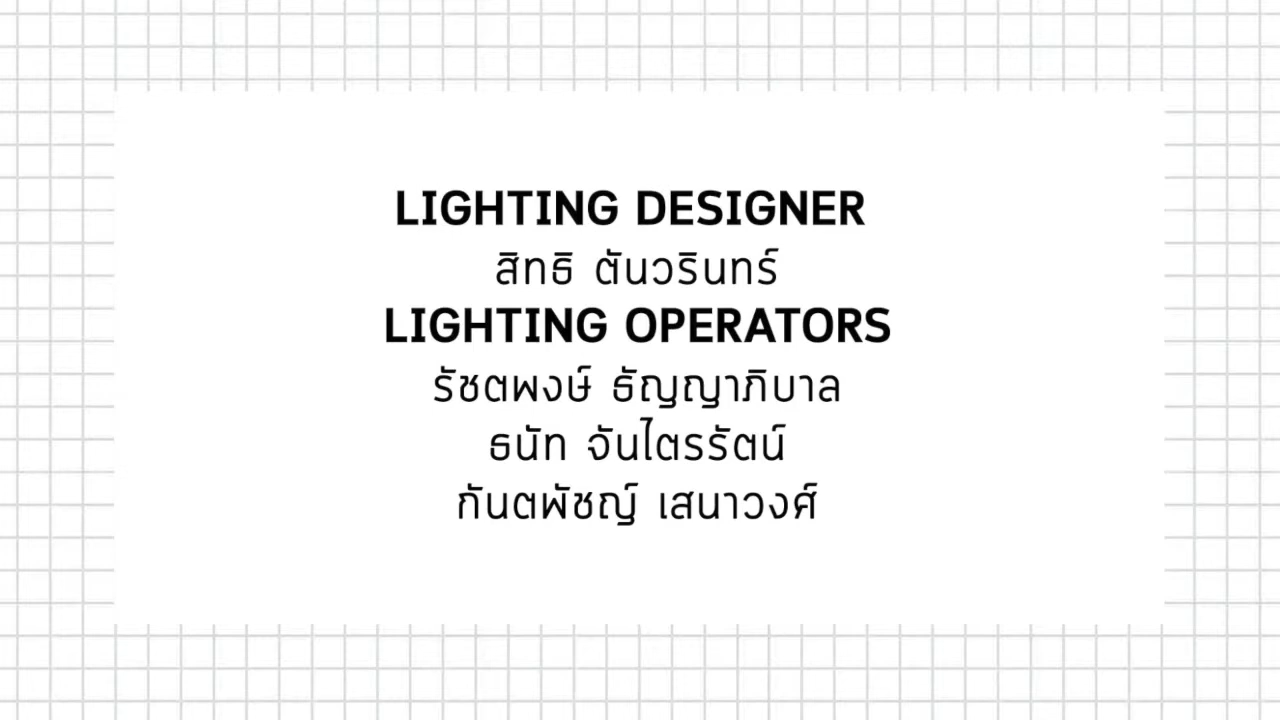 LIGHTING DESIGNER
สิทธิ ตันวรินทร์
LIGHTING OPERATORS
รัชตพงษ์ ธัญญาภิบาล
ธนัท จันไตรรัตน์
กันตพัชญ์ เสนาวงศ์